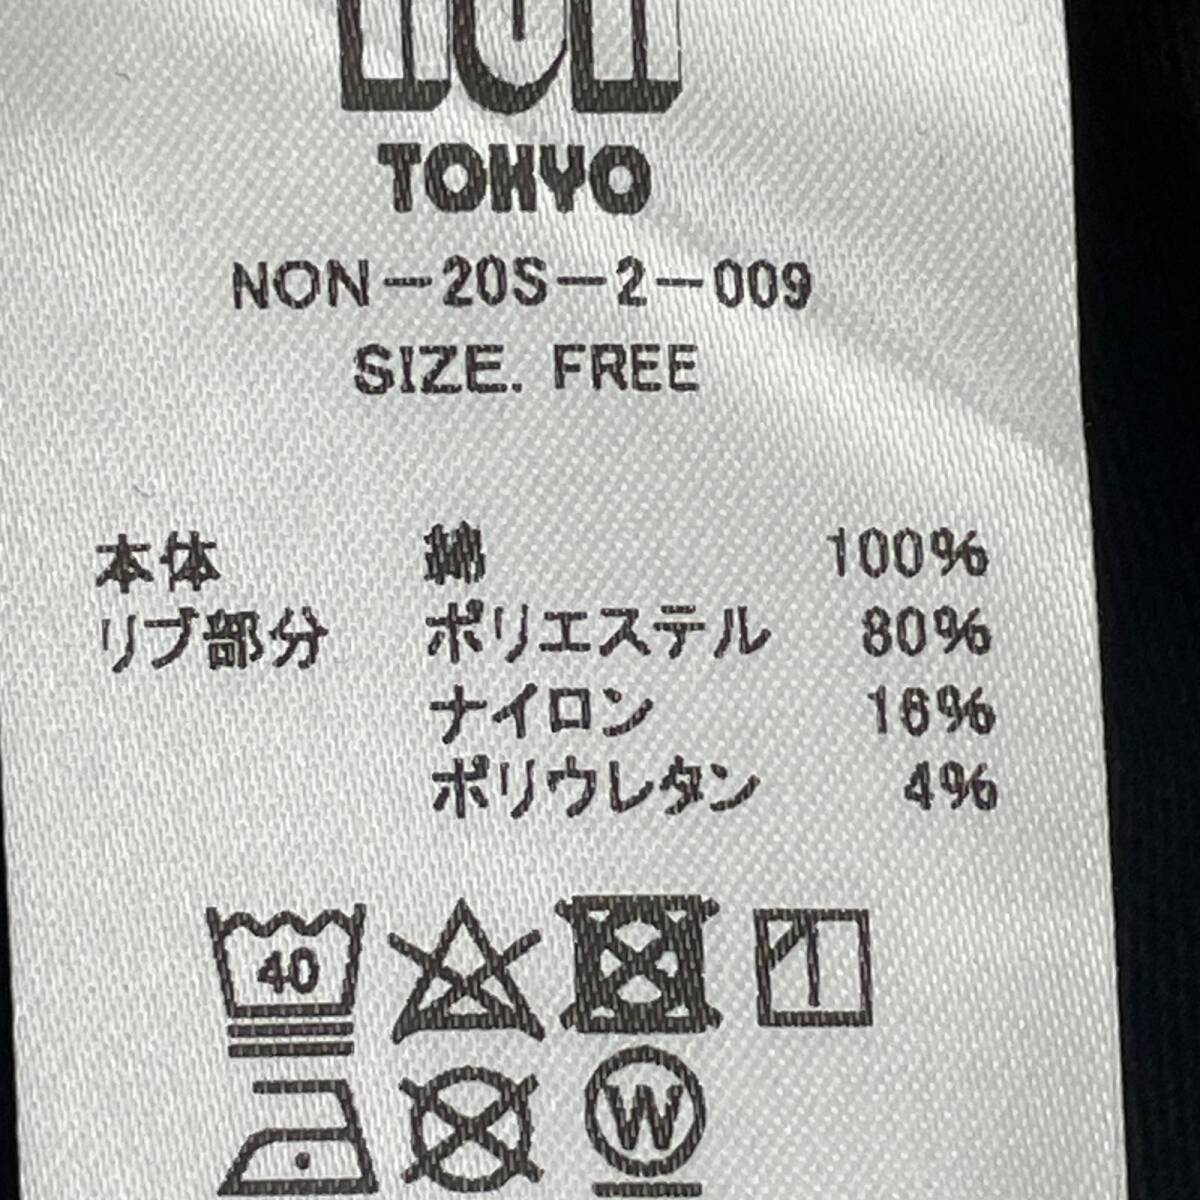 TOKYO
NON-20S-2-009
SIZE. FREE
本体 綿 100%
リブ部分 ポリエステル 80%
ナイロン 16%
ポリウレタン 4%
40
W